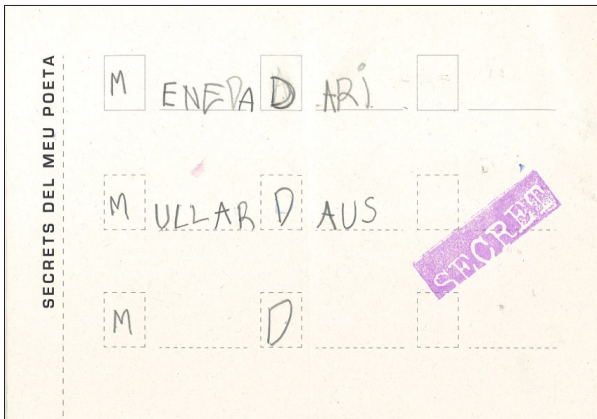 SECRETS DEL MEU POETA
M ENEPA D ARi
M ULLAR D AUS
SECRET
M D